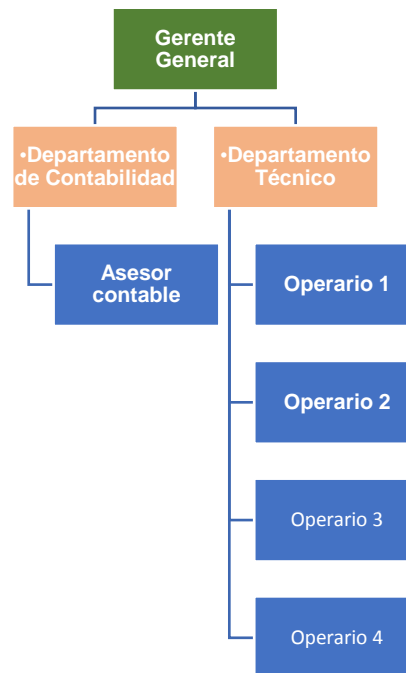 Gerente
General
•Departamento
de Contabilidad
•Departamento
Técnico
Asesor
contable
Operario 1
Operario 2
Operario 3
Operario 4